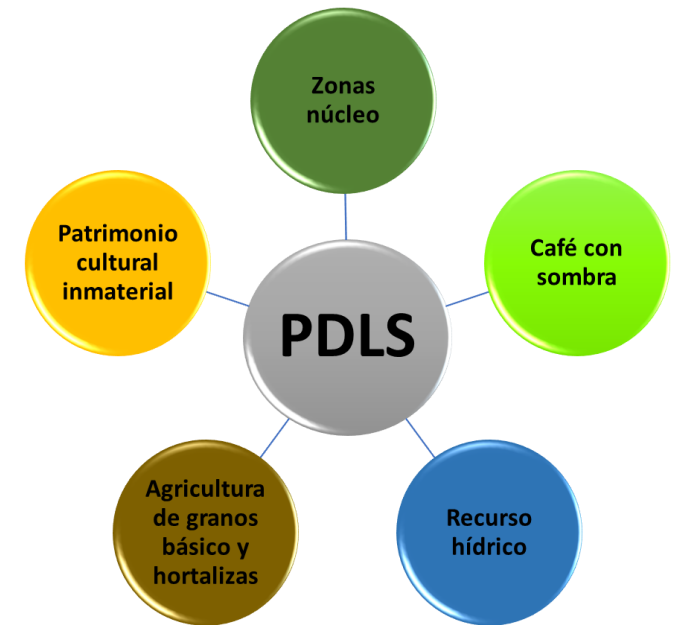 Zonas
núcleo
Café con
sombra
Recurso
hídrico
Agricultura
de granos
básico y
hortalizas
Patrimonio
cultural
inmaterial
PDLS